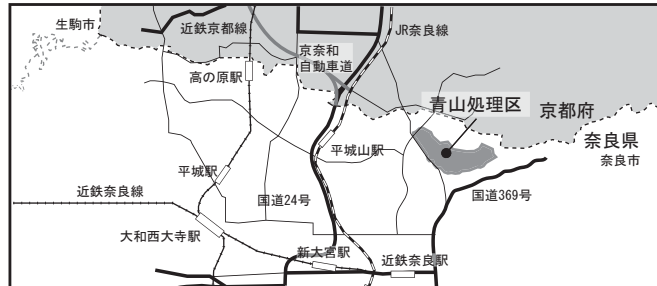 生駒市
近鉄京都線
JR奈良線
京奈和
自動車道
高の原駅
青山処理区
京都府
奈良県
奈良市
平城山駅
平城駅
近鉄奈良線
国道24号
国道369号
大和西大寺駅
新大宮駅
近鉄奈良駅